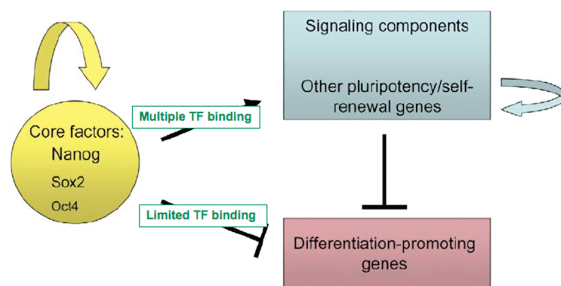 Signaling components
Other pluripotency/self-
renewal genes
Multiple TF binding
Core factors:
Nanog
Sox2
Oct4
Limited TF binding
Differentiation-promoting
genes